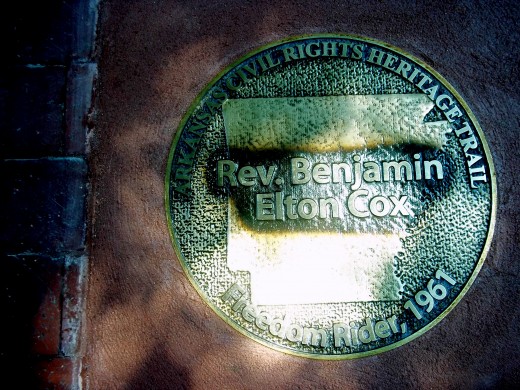 ARKANSAS CIVIL RIGHTS HERITAGE TRAIL
Rev. Benjamin
Elton Cox
Freedom Rider, 1961